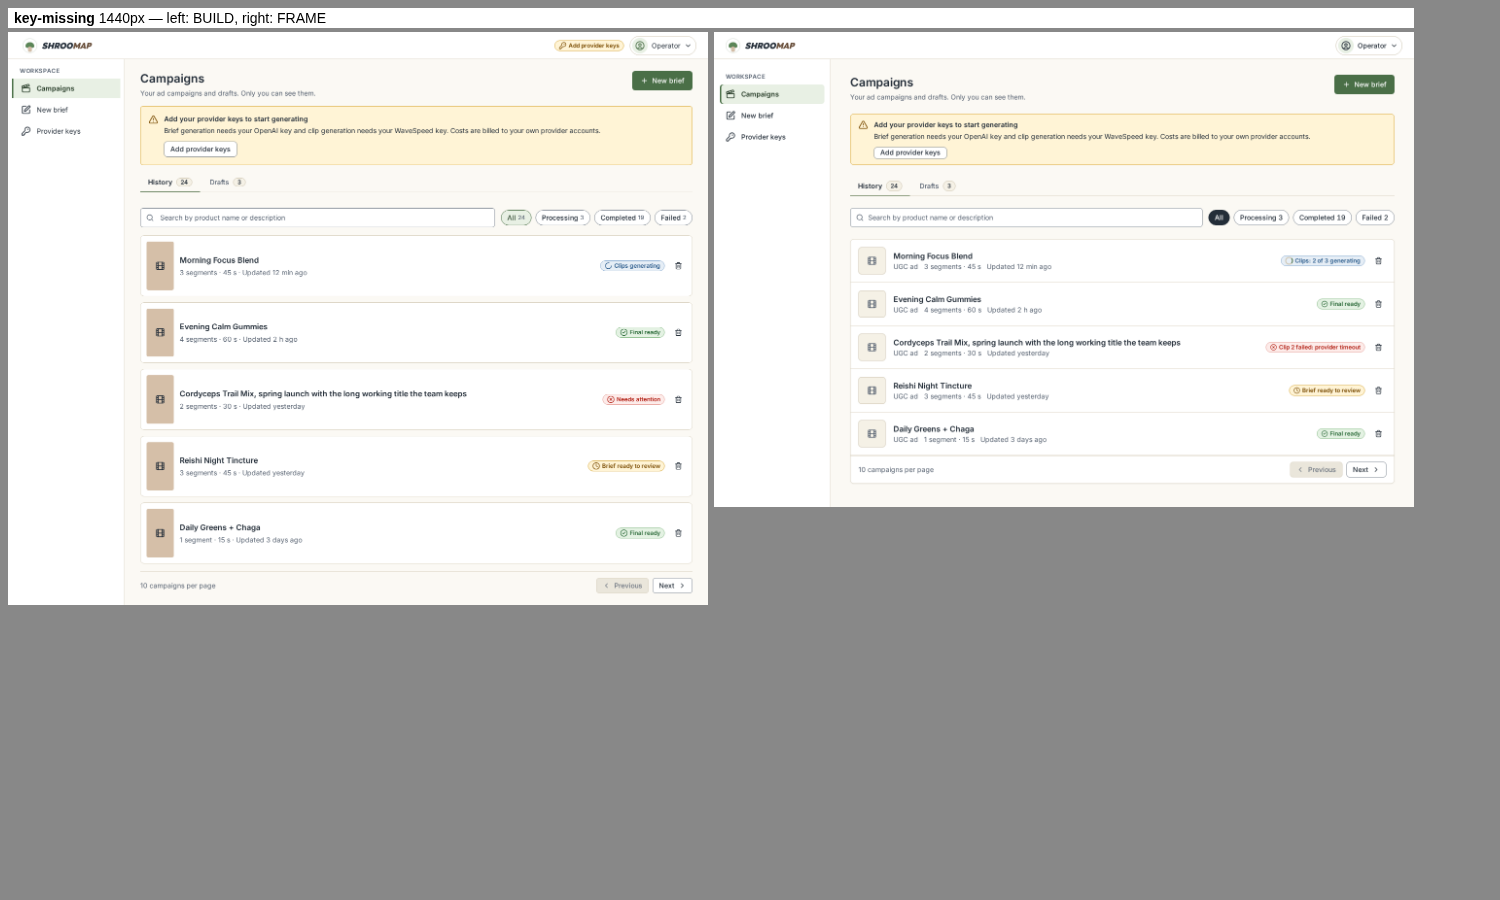 key-missing 1440px — left: BUILD, right: FRAME
SHROOMAP
Add provider keys
Operator
WORKSPACE
Campaigns
New brief
Provider keys
Campaigns
Your ad campaigns and drafts. Only you can see them.
+ New brief
Add your provider keys to start generating
Brief generation needs your OpenAI key and clip generation needs your WaveSpeed key. Costs are billed to your own provider accounts.
Add provider keys
History 24
Drafts 3
Search by product name or description
All 24
Processing 3
Completed 19
Failed 2
Morning Focus Blend
3 segments · 45 s · Updated 12 min ago
Clips generating
Evening Calm Gummies
4 segments · 60 s · Updated 2 h ago
Final ready
Cordyceps Trail Mix, spring launch with the long working title the team keeps
2 segments · 30 s · Updated yesterday
Needs attention
Reishi Night Tincture
3 segments · 45 s · Updated yesterday
Brief ready to review
Daily Greens + Chaga
1 segment · 15 s · Updated 3 days ago
Final ready
10 campaigns per page
Previous
Next
SHROOMAP
Operator
WORKSPACE
Campaigns
New brief
Provider keys
Campaigns
Your ad campaigns and drafts. Only you can see them.
+ New brief
Add your provider keys to start generating
Brief generation needs your OpenAI key and clip generation needs your WaveSpeed key. Costs are billed to your own provider accounts.
Add provider keys
History 24
Drafts 3
Search by product name or description
All
Processing 3
Completed 19
Failed 2
Morning Focus Blend
UGC ad 3 segments · 45 s Updated 12 min ago
Clips: 2 of 3 generating
Evening Calm Gummies
UGC ad 4 segments · 60 s Updated 2 h ago
Final ready
Cordyceps Trail Mix, spring launch with the long working title the team keeps
UGC ad 2 segments · 30 s Updated yesterday
Clip 2 failed: provider timeout
Reishi Night Tincture
UGC ad 3 segments · 45 s Updated yesterday
Brief ready to review
Daily Greens + Chaga
UGC ad 1 segment · 15 s Updated 3 days ago
Final ready
10 campaigns per page
Previous
Next